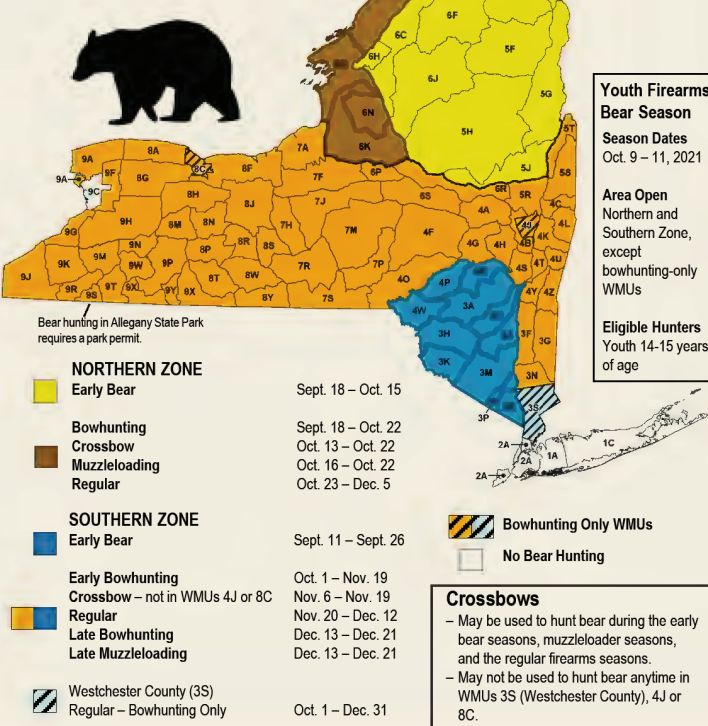 6F
6C
5F
6H
6J
5G
6N
5H
6K
5J
5T
7A
8A
9A
8C
8F
6P
9A
9F
8G
7F
5S
9C
8H
6R
5R
6S
4C
8J
7J
4A
9H
8M
8N
7H
7M
4F
4J
4L
9G
4B
4K
8R
8S
4G
4H
9N
8P
9K
9M
9W
9P
7R
7P
4S
4T
4U
9J
8T
8W
4O
4P
9R
9S
9T
9X
9Y
8X
8Y
7S
3A
4Y
4Z
4W
3H
3F
3G
3K
3M
3N
3P
3S
2A
2A
2A
1A
1C
Bear hunting in Allegany State Park
requires a park permit.
Youth Firearms
Bear Season
Season Dates
Oct. 9 – 11, 2021
Area Open
Northern and
Southern Zone,
except
bowhunting-only
WMUs
Eligible Hunters
Youth 14-15 years
of age
NORTHERN ZONE
Early Bear Sept. 18 – Oct. 15
Bowhunting Sept. 18 – Oct. 22
Crossbow Oct. 13 – Oct. 22
Muzzleloading Oct. 16 – Oct. 22
Regular Oct. 23 – Dec. 5
SOUTHERN ZONE
Early Bear Sept. 11 – Sept. 26
Early Bowhunting Oct. 1 – Nov. 19
Crossbow – not in WMUs 4J or 8C Nov. 6 – Nov. 19
Regular Nov. 20 – Dec. 12
Late Bowhunting Dec. 13 – Dec. 21
Late Muzzleloading Dec. 13 – Dec. 21
Westchester County (3S)
Regular – Bowhunting Only Oct. 1 – Dec. 31
Bowhunting Only WMUs
No Bear Hunting
Crossbows
– May be used to hunt bear during the early
bear seasons, muzzleloader seasons,
and the regular firearms seasons.
– May not be used to hunt bear anytime in
WMUs 3S (Westchester County), 4J or
8C.